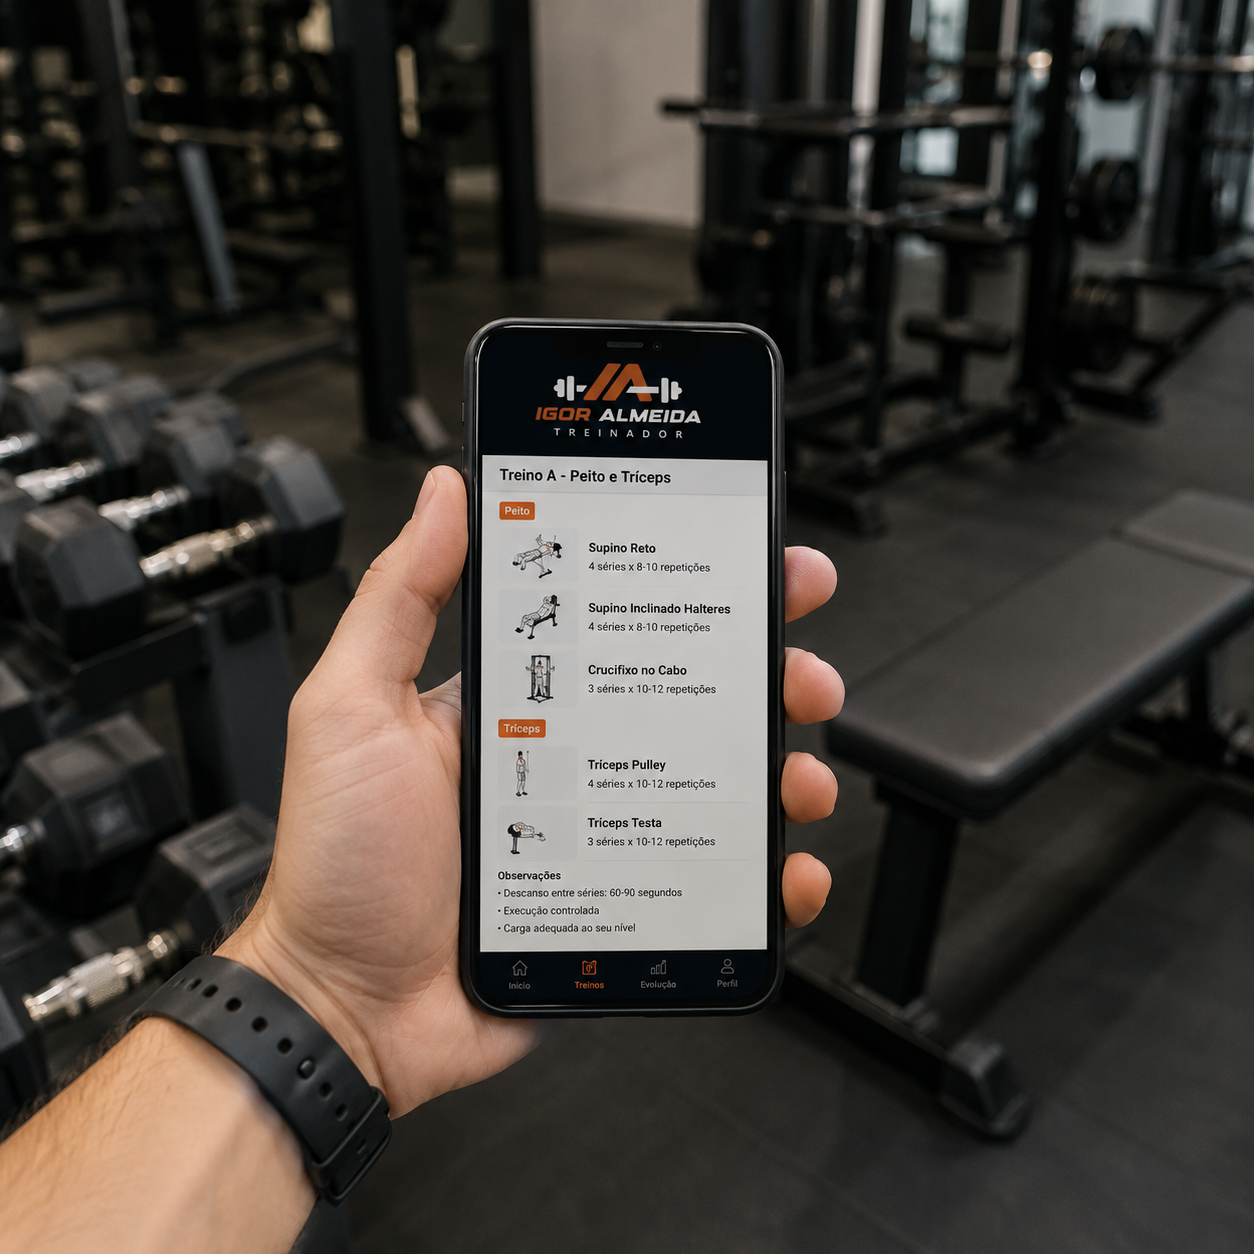 IA
IGOR ALMEIDA
TREINADOR
Treino A - Peito e Tríceps
Peito
Supino Reto
4 séries x 8-10 repetições
Supino Inclinado Halteres
4 séries x 8-10 repetições
Crucifixo no Cabo
3 séries x 10-12 repetições
Tríceps
Tríceps Pulley
4 séries x 10-12 repetições
Tríceps Testa
3 séries x 10-12 repetições
Observações
• Descanso entre séries: 60-90 segundos
• Execução controlada
• Carga adequada ao seu nível
Início Treinos Evolução Perfil